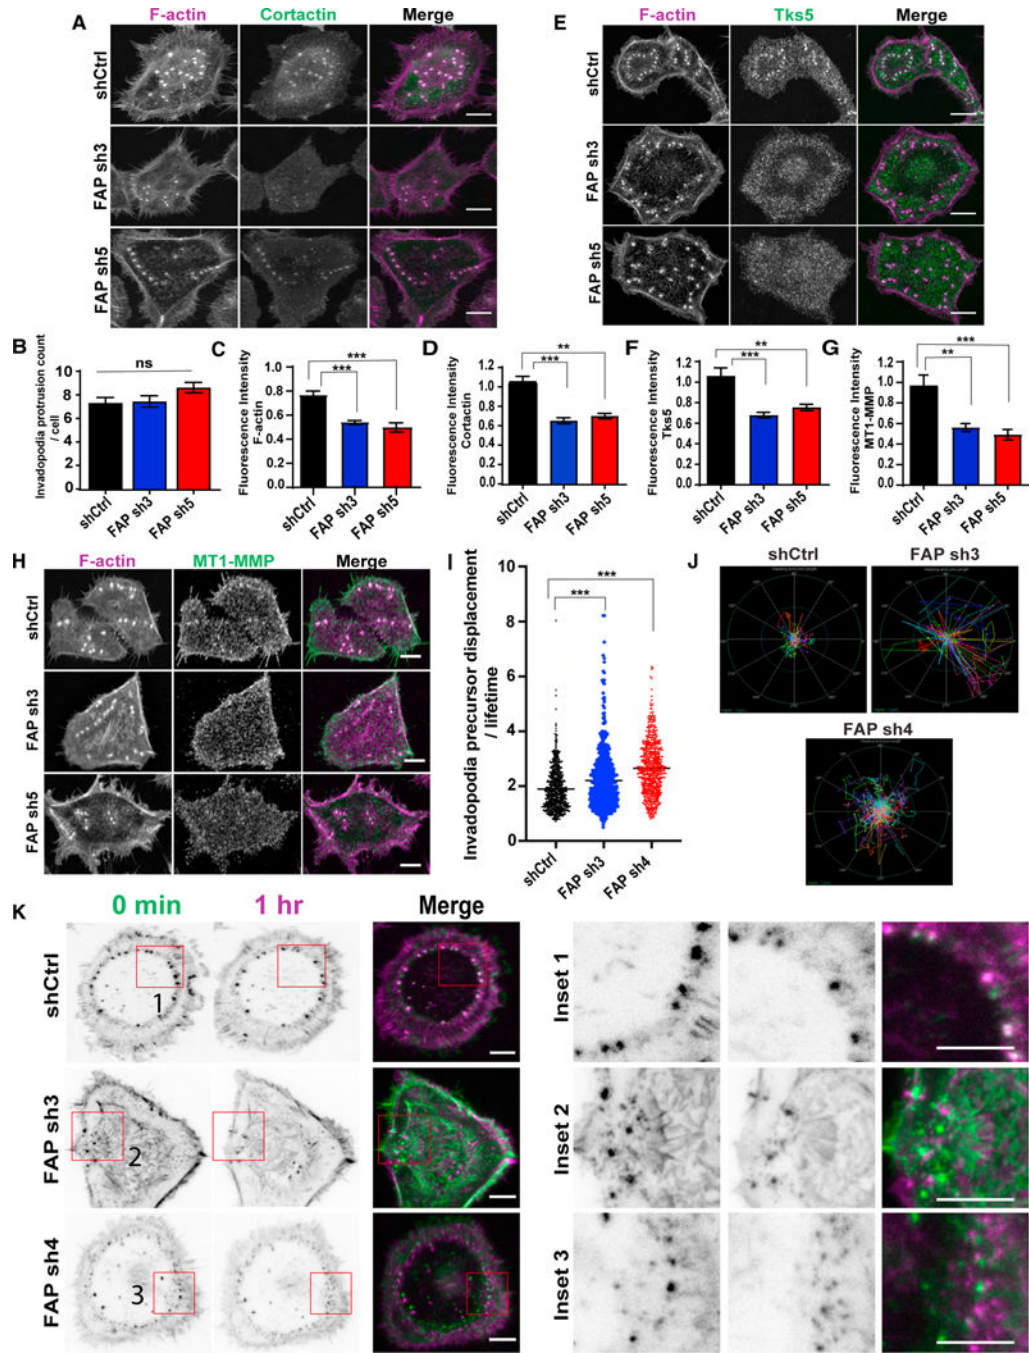 A
F-actin Cortactin Merge
shCtrl
FAP sh3
FAP sh5
E
F-actin Tks5 Merge
shCtrl
FAP sh3
FAP sh5
B
Invadopodia protrusion count
/ cell
10
8
6
4
2
0
ns
shCtrl FAP sh3 FAP sh5
C
Fluorescence Intensity
F-actin
1.0
0.8
0.6
0.4
0.2
0.0
***
***
shCtrl FAP sh3 FAP sh5
D
Fluorescence Intensity
Cortactin
1.2
1.0
0.8
0.6
0.4
0.2
0.0
**
***
shCtrl FAP sh3 FAP sh5
F
Fluorescence Intensity
Tks5
1.2
1.0
0.8
0.6
0.4
0.2
0.0
**
***
shCtrl FAP sh3 FAP sh5
G
Fluorescence Intensity
MT1-MMP
1.2
1.0
0.8
0.6
0.4
0.2
0.0
***
**
shCtrl FAP sh3 FAP sh5
H
F-actin MT1-MMP Merge
shCtrl
FAP sh3
FAP sh5
I
Invadopodia precursor displacement
/ lifetime
10
8
6
4
2
0
***
***
shCtrl FAP sh3 FAP sh4
J
shCtrl FAP sh3
FAP sh4
K
0 min 1 hr Merge
shCtrl
1
Inset 1
FAP sh3
2
Inset 2
FAP sh4
3
Inset 3